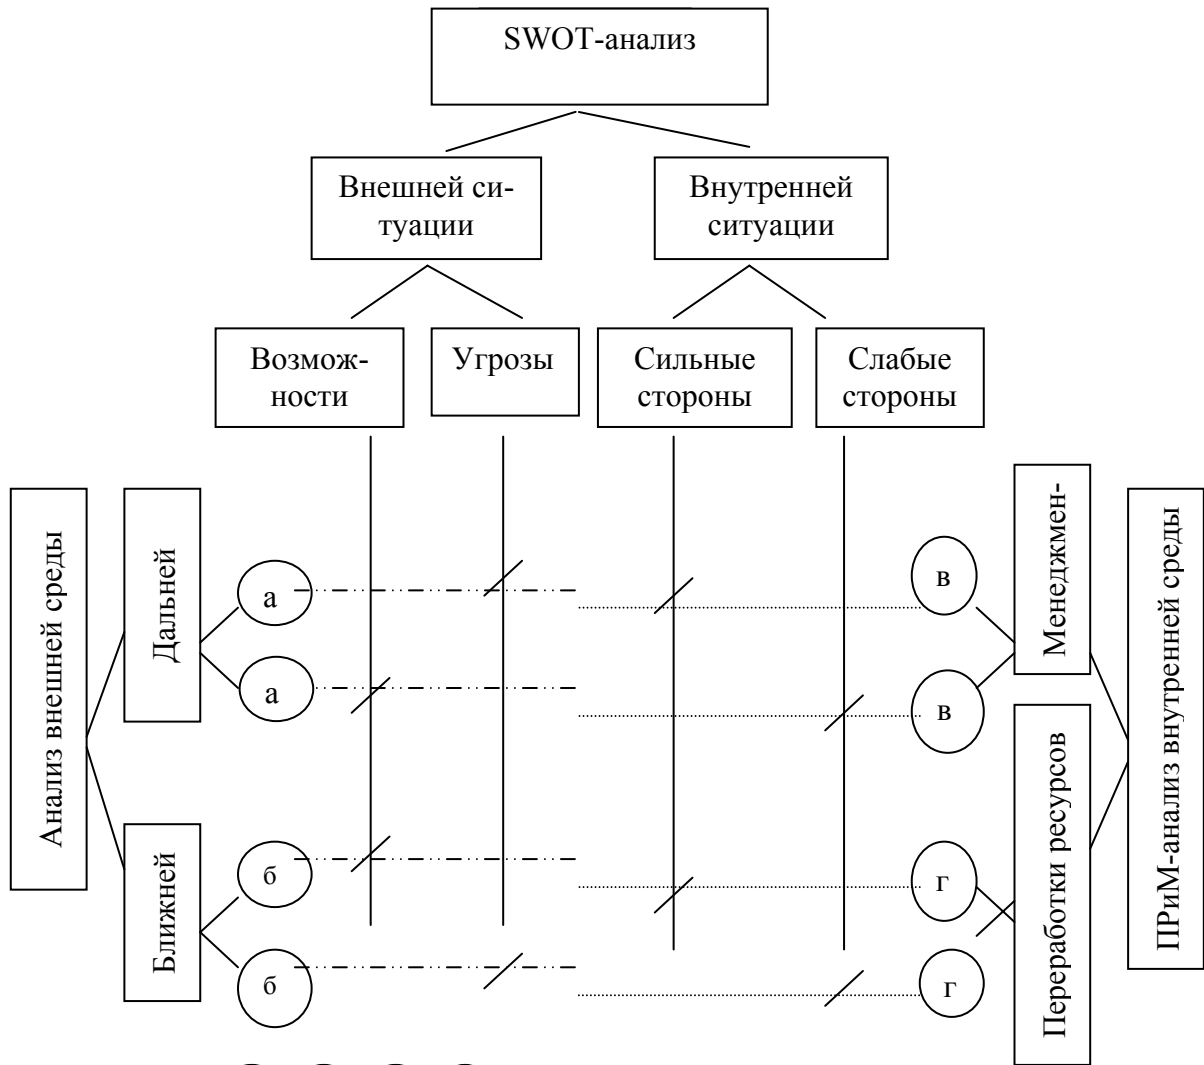 SWOT-анализ
Внешней си-
туации
Внутренней
ситуации
Возмож-
ности
Угрозы
Сильные
стороны
Слабые
стороны
Анализ внешней среды
Дальней
Ближней
а
а
б
б
в
в
г
г
Менеджмен-
Переработки ресурсов
ПРиМ-анализ внутренней среды